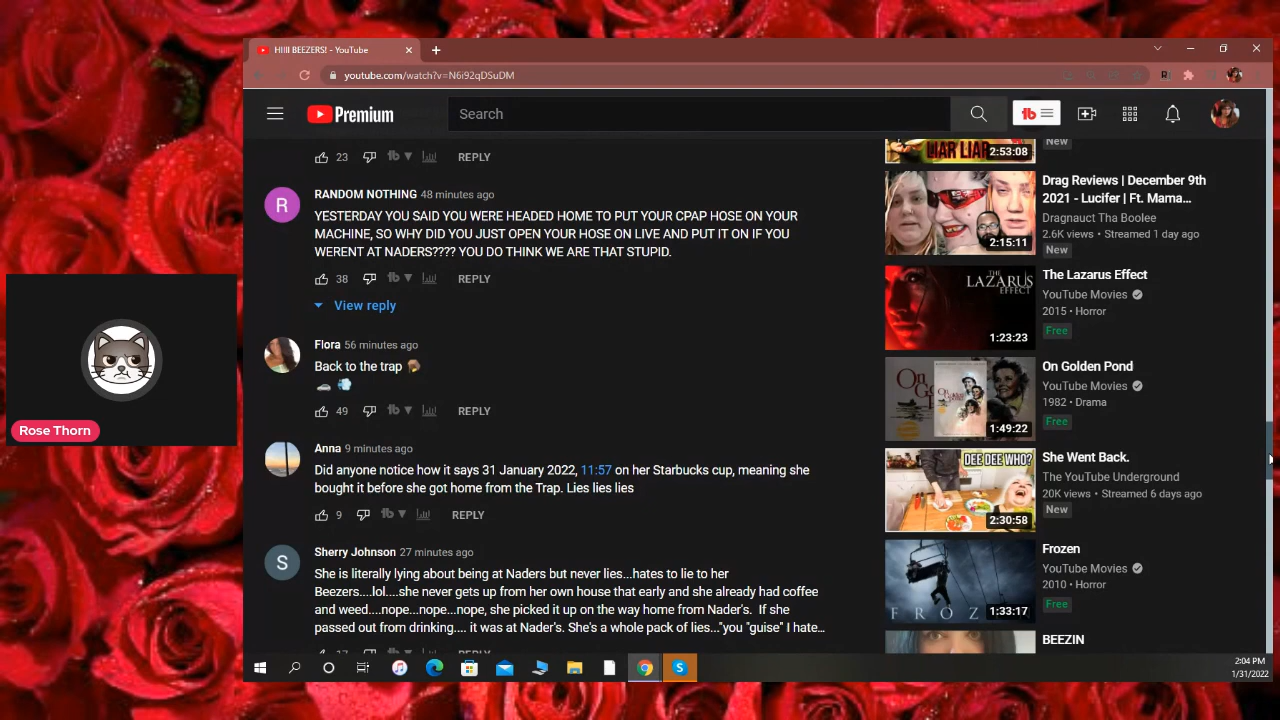 HIIII BEEZERS! - YouTube
youtube.com/watch?v=N6i92qDSuDM
Premium
Search
23
REPLY
R
RANDOM NOTHING 48 minutes ago
YESTERDAY YOU SAID YOU WERE HEADED HOME TO PUT YOUR CPAP HOSE ON YOUR
MACHINE, SO WHY DID YOU JUST OPEN YOUR HOSE ON LIVE AND PUT IT ON IF YOU
WERENT AT NADERS???? YOU DO THINK WE ARE THAT STUPID.
38
REPLY
View reply
Flora 56 minutes ago
Back to the trap
49
REPLY
Anna 9 minutes ago
Did anyone notice how it says 31 January 2022, 11:57 on her Starbucks cup, meaning she
bought it before she got home from the Trap. Lies lies lies
9
REPLY
S
Sherry Johnson 27 minutes ago
She is literally lying about being at Naders but never lies...hates to lie to her
Beezers....lol....she never gets up from her own house that early and she already had coffee
and weed....nope...nope...nope, she picked it up on the way home from Nader's. If she
passed out from drinking.... it was at Nader's. She's a whole pack of lies..."you "guise" I hate...
LIAR LIAR
2:53:08
New
Drag Reviews | December 9th
2021 - Lucifer | Ft. Mama...
Dragnauct Tha Boolee
2.6K views • Streamed 1 day ago
New
2:15:11
THE
LAZARUS
EFFECT
1:23:23
The Lazarus Effect
YouTube Movies
2015 • Horror
Free
On Golden Pond
YouTube Movies
1982 • Drama
Free
1:49:22
DEE DEE WHO?
2:30:58
She Went Back.
The YouTube Underground
20K views • Streamed 6 days ago
New
FROZ
1:33:17
Frozen
YouTube Movies
2010 • Horror
Free
BEEZIN
Rose Thorn
2:04 PM
1/31/2022